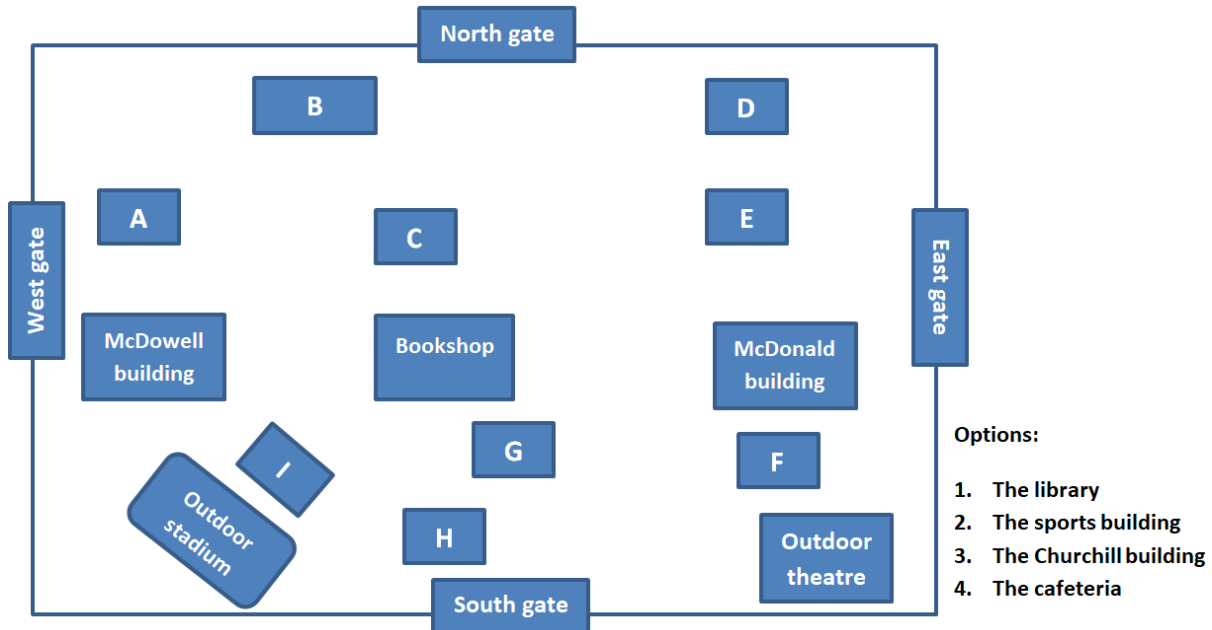 North gate
B
D
A
E
C
West gate
East gate
McDowell
building
Bookshop
McDonald
building
G
F
I
Outdoor
stadium
H
Outdoor
theatre
South gate
Options:
1. The library
2. The sports building
3. The Churchill building
4. The cafeteria